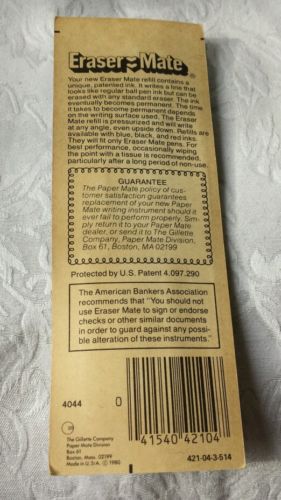 Eraser Mate®
Your new Eraser Mate refill contains a
unique, patented ink. It writes a line that
looks like regular ball pen ink but can be
erased with any standard eraser. The ink
eventually becomes permanent. The time
it takes to become permanent depends
on the writing surface used. The Eraser
Mate refill is pressurized and will write
at any angle, even upside down. Refills are
available with blue, black, and red inks.
They will fit only Eraser Mate pens. For
best performance, occasionally wiping
the point with a tissue is recommended,
particularly after a long period of non-use.
GUARANTEE
The Paper Mate policy of cus-
tomer satisfaction guarantees
replacement of your new Paper
Mate writing instrument should it
ever fail to perform properly. Sim-
ply return it to your Paper Mate
dealer, or send it to The Gillette
Company, Paper Mate Division,
Box 61, Boston, MA 02199
Protected by U.S. Patent 4,097,290
The American Bankers Association
recommends that "You should not
use Eraser Mate to sign or endorse
checks or other similar documents
in order to guard against any possi-
ble alteration of these instruments."
4044
0
41540 42104
The Gillette Company
Paper Mate Division
Box 61
Boston, Mass. 02199
Made in U.S.A. © 1980
421-04-3-514